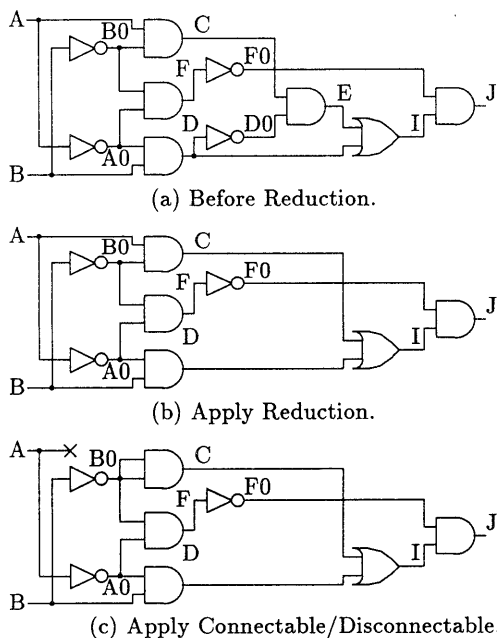 A B0 C F0
F E J
D D0 I
A0
B
(a) Before Reduction.
A B0 C
F F0
D I J
A0
B
(b) Apply Reduction.
A B0 C
F F0
D I J
A0
B
(c) Apply Connectable/Disconnectable